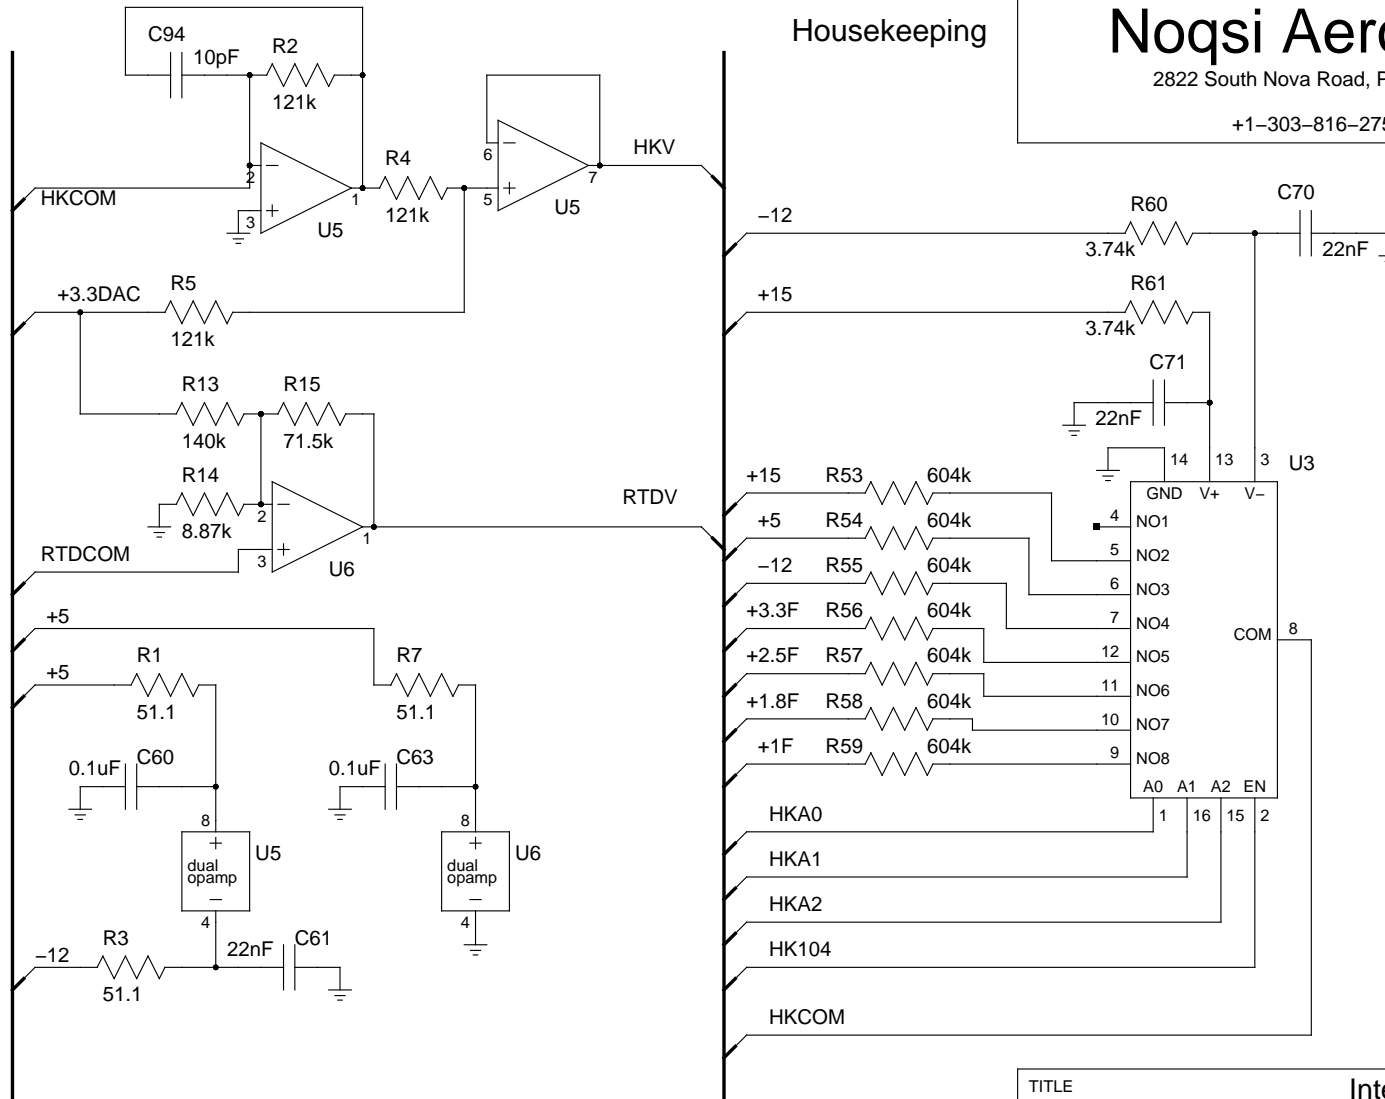 Housekeeping
Noqsi Aer
2822 South Nova Road,
+1−303−816−275
C94
10pF
R2
121k
2
3
1
U5
HKCOM
R4
121k
6
5
7
U5
HKV
+3.3DAC
R5
121k
R13
140k
R15
71.5k
R14
8.87k
2
3
1
U6
RTDV
RTDCOM
+5
+5
R1
51.1
R7
51.1
0.1uF
C60
0.1uF
C63
8
+
dual
opamp
−
4
U5
8
+
dual
opamp
−
4
U6
−12
R3
51.1
22nF
C61
−12
R60
3.74k
C70
22nF
+15
R61
3.74k
C71
22nF
14
13
3
U3
GND
V+
V−
+15
R53
604k
4
NO1
+5
R54
604k
5
NO2
−12
R55
604k
6
NO3
+3.3F
R56
604k
7
NO4
+2.5F
R57
604k
12
NO5
+1.8F
R58
604k
11
NO6
+1F
R59
604k
10
NO7
9
NO8
COM
8
A0
A1
A2
EN
1
16
15
2
HKA0
HKA1
HKA2
HK104
HKCOM
TITLE
Inte